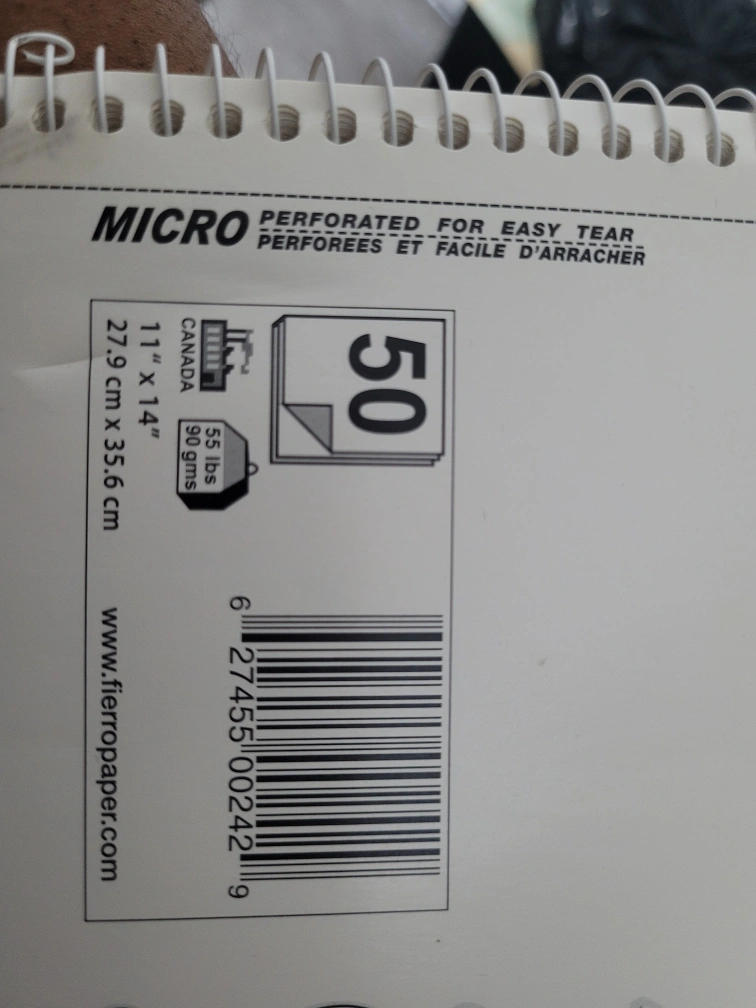 MICRO PERFORATED FOR EASY TEAR
PERFOREES ET FACILE D'ARRACHER
50
CANADA
55 lbs
90 gms
11" x 14"
27.9 cm x 35.6 cm
6 27455 00242 9
www.fierropaper.com